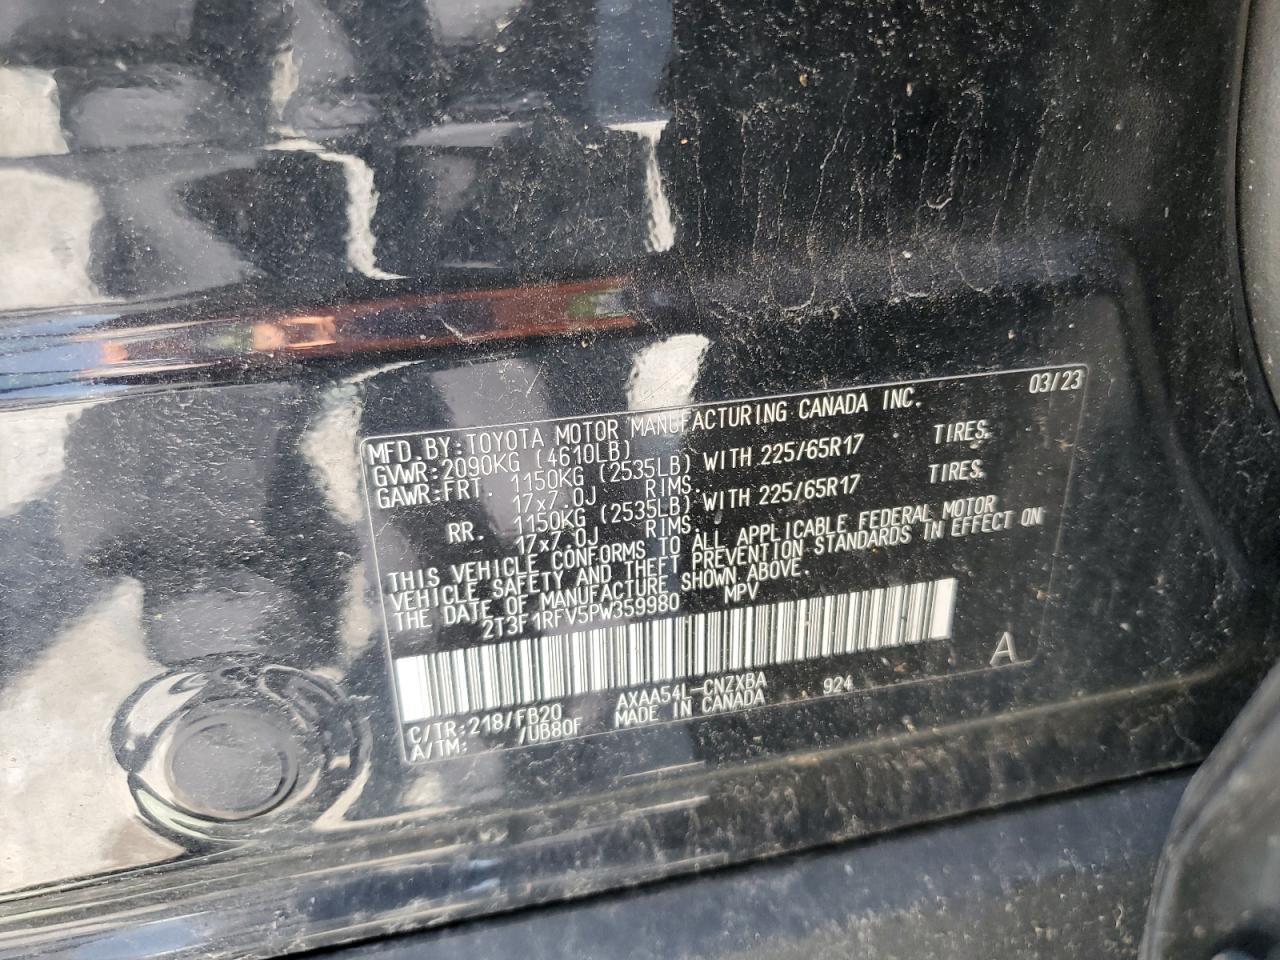 MFD.BY:TOYOTA MOTOR MANUFACTURING CANADA INC. 03/23
GVWR:2090KG (4610LB)
GAWR:FRT. 1150KG (2535LB) WITH 225/65R17 TIRES.
17x7.0J RIMS.
RR. 1150KG (2535LB) WITH 225/65R17 TIRES.
17x7.0J RIMS.
THIS VEHICLE CONFORMS TO ALL APPLICABLE FEDERAL MOTOR
VEHICLE SAFETY AND THEFT PREVENTION STANDARDS IN EFFECT ON
THE DATE OF MANUFACTURE SHOWN ABOVE.
2T3F1RFV5PW359980 MPV
A
C/TR:218/FB20 AXAA54L-CNZXBA 924
A/TM: /UB80F MADE IN CANADA